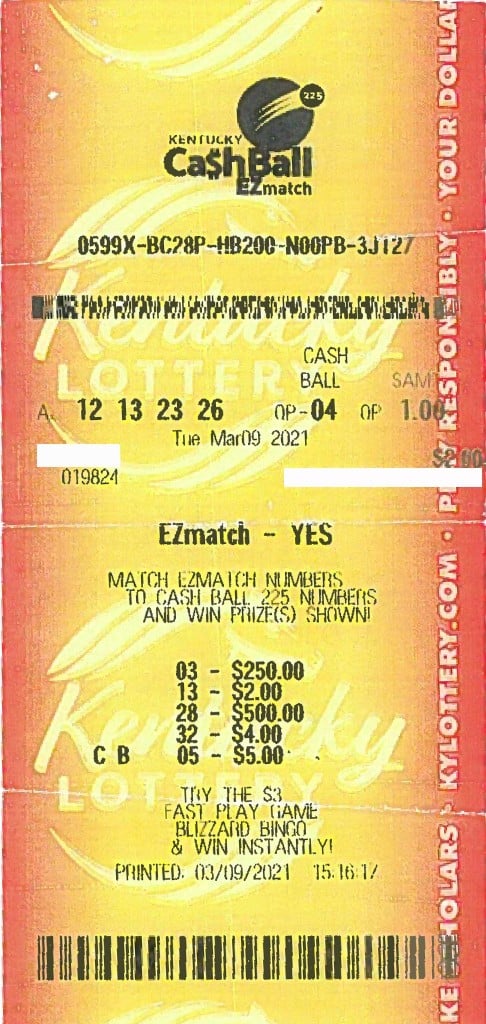 225
KENTUCKY
Ca$hBall
EZmatch
0599X-BC28P-HB200-N00PB-3J127
Kentucky
LOTTERY
CASH
BALL
A. 12 13 23 26 QP-04 QP 1.00
Tue Mar09 2021
$2.00
019824
EZmatch - YES
MATCH EZMATCH NUMBERS
TO CASH BALL 225 NUMBERS
AND WIN PRIZE(S) SHOWN!
03 - $250.00
13 - $2.00
28 - $500.00
32 - $4.00
C B 05 - $5.00
Kentucky
LOTTERY
TRY THE $3
FAST PLAY GAME
BLIZZARD BINGO
& WIN INSTANTLY!
PRINTED: 03/09/2021 15:16:17
HOLARS • KYLOTTERY.COM • PLAY RESPONSIBLY • YOUR DOLLAR